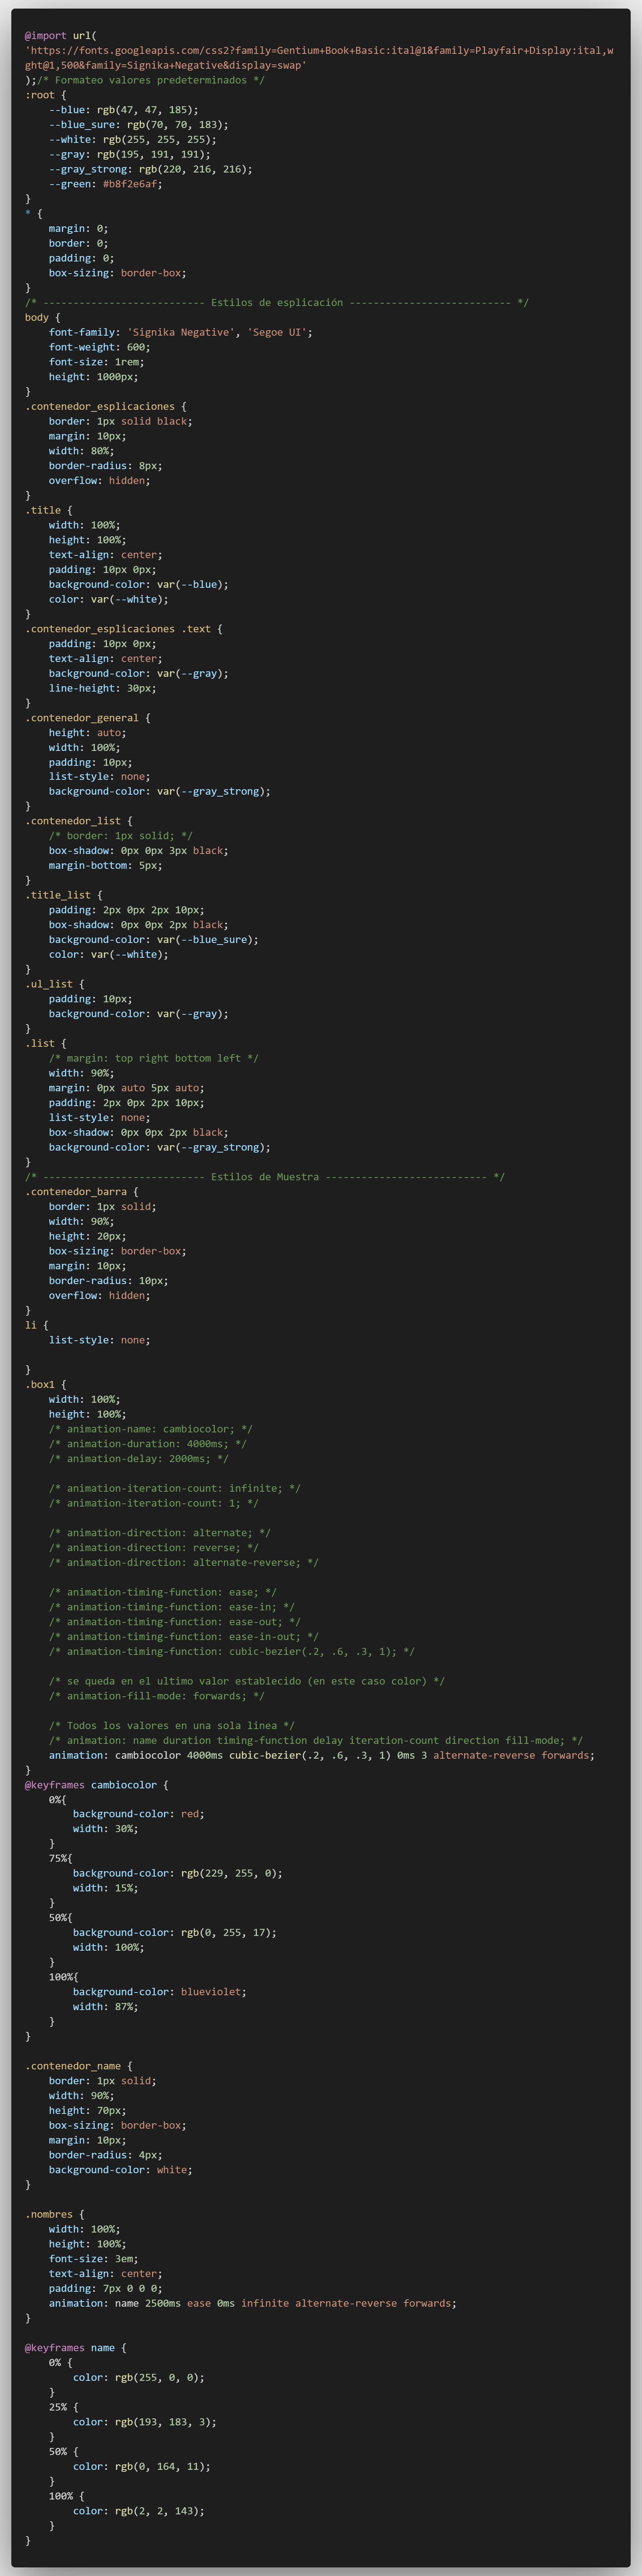 @import url(
'https://fonts.googleapis.com/css2?family=Gentium+Book+Basic:ital@1&family=Playfair+Display:ital,w
ght@1,500&family=Signika+Negative&display=swap'
);/* Formateo valores predeterminados */
:root {
    --blue: rgb(47, 47, 185);
    --blue_sure: rgb(70, 70, 183);
    --white: rgb(255, 255, 255);
    --gray: rgb(195, 191, 191);
    --gray_strong: rgb(220, 216, 216);
    --green: #b8f2e6af;
}
* {
    margin: 0;
    border: 0;
    padding: 0;
    box-sizing: border-box;
}
/* --------------------------- Estilos de esplicación --------------------------- */
body {
    font-family: 'Signika Negative', 'Segoe UI';
    font-weight: 600;
    font-size: 1rem;
    height: 1000px;
}
.contenedor_esplicaciones {
    border: 1px solid black;
    margin: 10px;
    width: 80%;
    border-radius: 8px;
    overflow: hidden;
}
.title {
    width: 100%;
    height: 100%;
    text-align: center;
    padding: 10px 0px;
    background-color: var(--blue);
    color: var(--white);
}
.contenedor_esplicaciones .text {
    padding: 10px 0px;
    text-align: center;
    background-color: var(--gray);
    line-height: 30px;
}
.contenedor_general {
    height: auto;
    width: 100%;
    padding: 10px;
    list-style: none;
    background-color: var(--gray_strong);
}
.contenedor_list {
    /* border: 1px solid; */
    box-shadow: 0px 0px 3px black;
    margin-bottom: 5px;
}
.title_list {
    padding: 2px 0px 2px 10px;
    box-shadow: 0px 0px 2px black;
    background-color: var(--blue_sure);
    color: var(--white);
}
.ul_list {
    padding: 10px;
    background-color: var(--gray);
}
.list {
    /* margin: top right bottom left */
    width: 90%;
    margin: 0px auto 5px auto;
    padding: 2px 0px 2px 10px;
    list-style: none;
    box-shadow: 0px 0px 2px black;
    background-color: var(--gray_strong);
}
/* --------------------------- Estilos de Muestra --------------------------- */
.contenedor_barra {
    border: 1px solid;
    width: 90%;
    height: 20px;
    box-sizing: border-box;
    margin: 10px;
    border-radius: 10px;
    overflow: hidden;
}
li {
    list-style: none;

}
.box1 {
    width: 100%;
    height: 100%;
    /* animation-name: cambiocolor; */
    /* animation-duration: 4000ms; */
    /* animation-delay: 2000ms; */

    /* animation-iteration-count: infinite; */
    /* animation-iteration-count: 1; */

    /* animation-direction: alternate; */
    /* animation-direction: reverse; */
    /* animation-direction: alternate-reverse; */

    /* animation-timing-function: ease; */
    /* animation-timing-function: ease-in; */
    /* animation-timing-function: ease-out; */
    /* animation-timing-function: ease-in-out; */
    /* animation-timing-function: cubic-bezier(.2, .6, .3, 1); */

    /* se queda en el ultimo valor establecido (en este caso color) */
    /* animation-fill-mode: forwards; */

    /* Todos los valores en una sola linea */
    /* animation: name duration timing-function delay iteration-count direction fill-mode; */
    animation: cambiocolor 4000ms cubic-bezier(.2, .6, .3, 1) 0ms 3 alternate-reverse forwards;
}
@keyframes cambiocolor {
    0%{
        background-color: red;
        width: 30%;
    }
    75%{
        background-color: rgb(229, 255, 0);
        width: 15%;
    }
    50%{
        background-color: rgb(0, 255, 17);
        width: 100%;
    }
    100%{
        background-color: blueviolet;
        width: 87%;
    }
}

.contenedor_name {
    border: 1px solid;
    width: 90%;
    height: 70px;
    box-sizing: border-box;
    margin: 10px;
    border-radius: 4px;
    background-color: white;
}

.nombres {
    width: 100%;
    height: 100%;
    font-size: 3em;
    text-align: center;
    padding: 7px 0 0 0;
    animation: name 2500ms ease 0ms infinite alternate-reverse forwards;
}

@keyframes name {
    0% {
        color: rgb(255, 0, 0);
    }
    25% {
        color: rgb(193, 183, 3);
    }
    50% {
        color: rgb(0, 164, 11);
    }
    100% {
        color: rgb(2, 2, 143);
    }
}